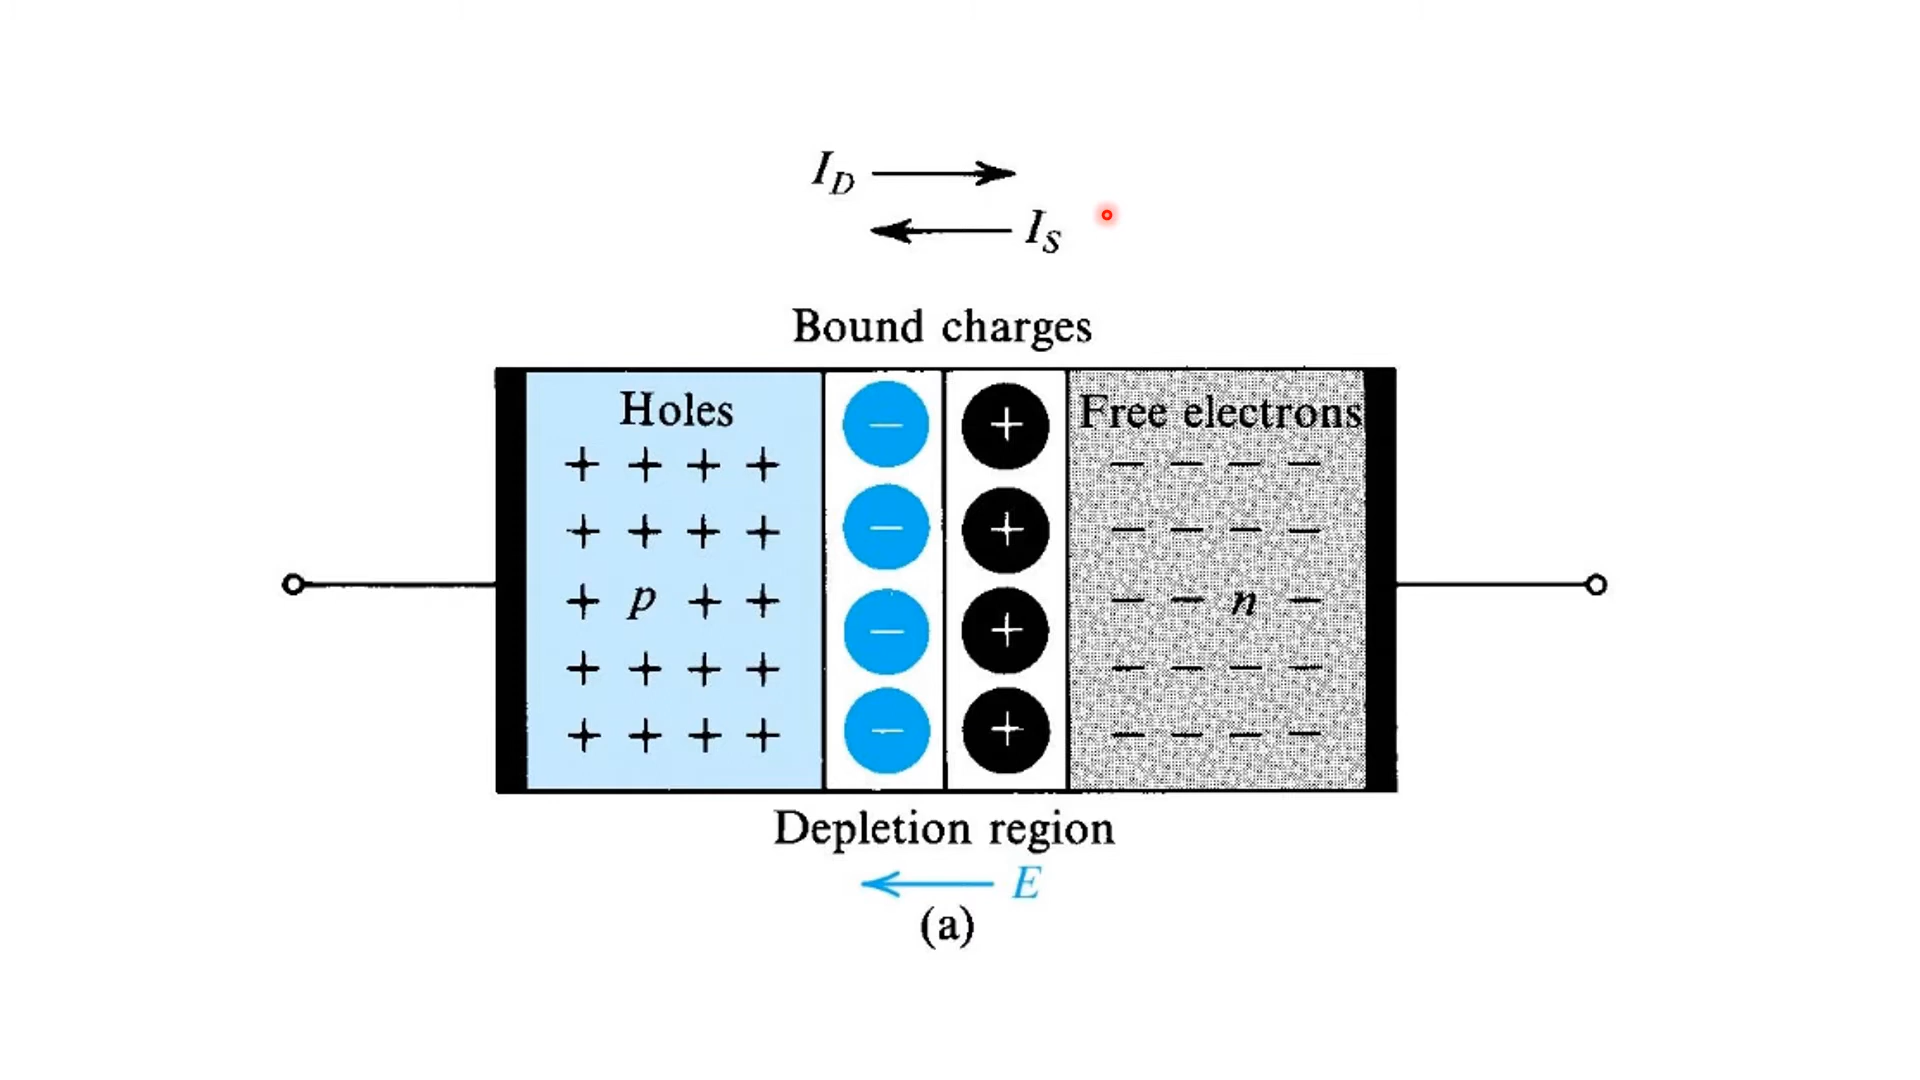 I_D
I_S
Bound charges
Holes
Free electrons
+ + + +
− − − −
+ + + +
− − − −
+ p + +
− − n −
+ + + +
− − − −
+ + + +
− − − −
− +
− +
− +
− +
Depletion region
E
(a)